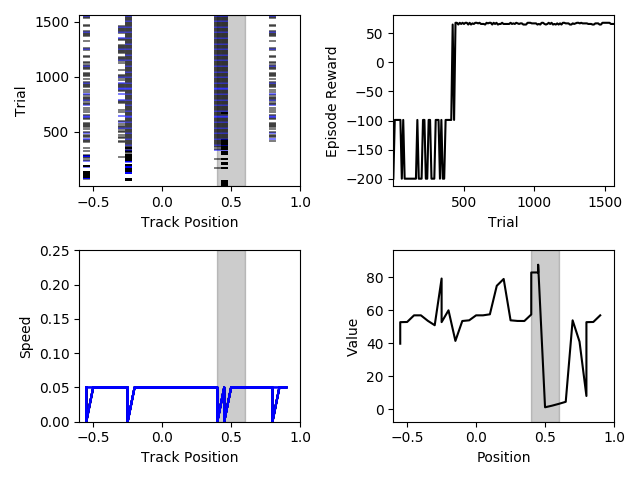 1500
1000
500
Trial
−0.5 0.0 0.5 1.0
Track Position
50
0
−50
−100
−150
−200
Episode Reward
500 1000 1500
Trial
0.25
0.20
0.15
0.10
0.05
0.00
Speed
−0.5 0.0 0.5 1.0
Track Position
80
60
40
20
0
Value
−0.5 0.0 0.5 1.0
Position